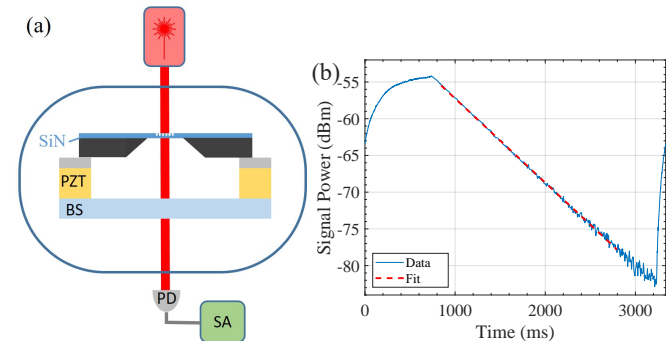 (a)
SiN
PZT
BS
PD
SA
(b)
Signal Power (dBm)
-55
-60
-65
-70
-75
-80
Data
Fit
0
1000
2000
3000
Time (ms)